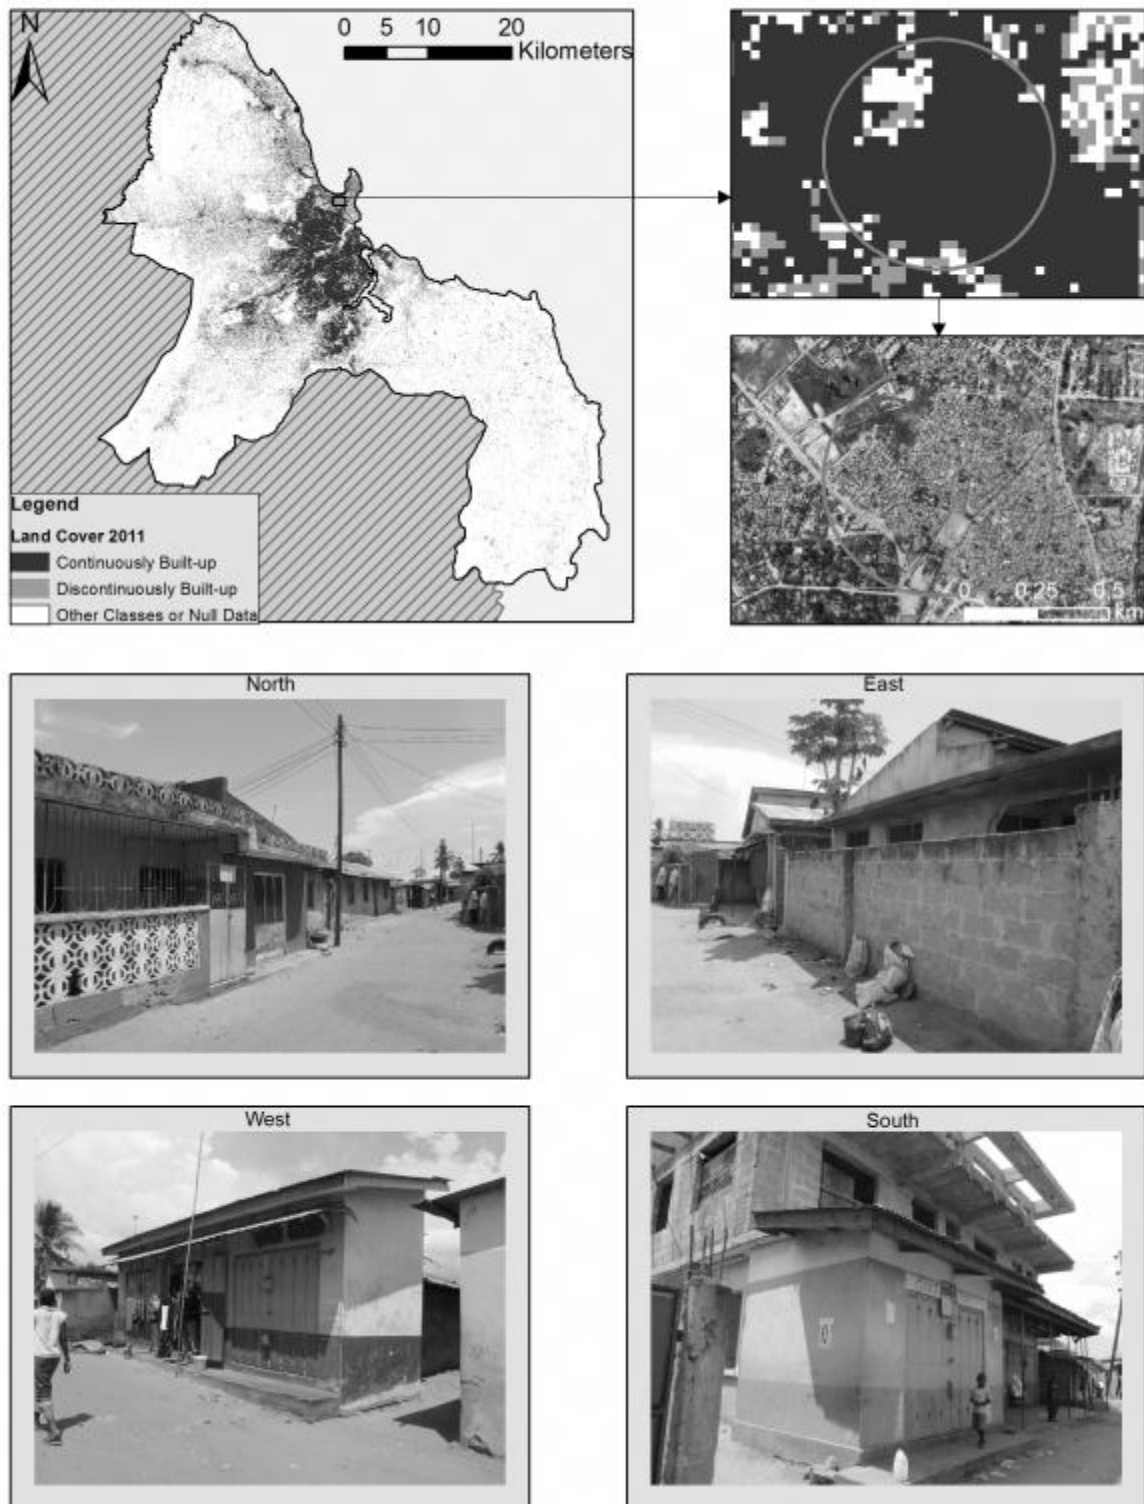 N
0 5 10 20
Kilometers
Legend
Land Cover 2011
Continuously Built-up
Discontinuously Built-up
Other Classes or Null Data
0 0.25 0.5
km
North
East
West
South